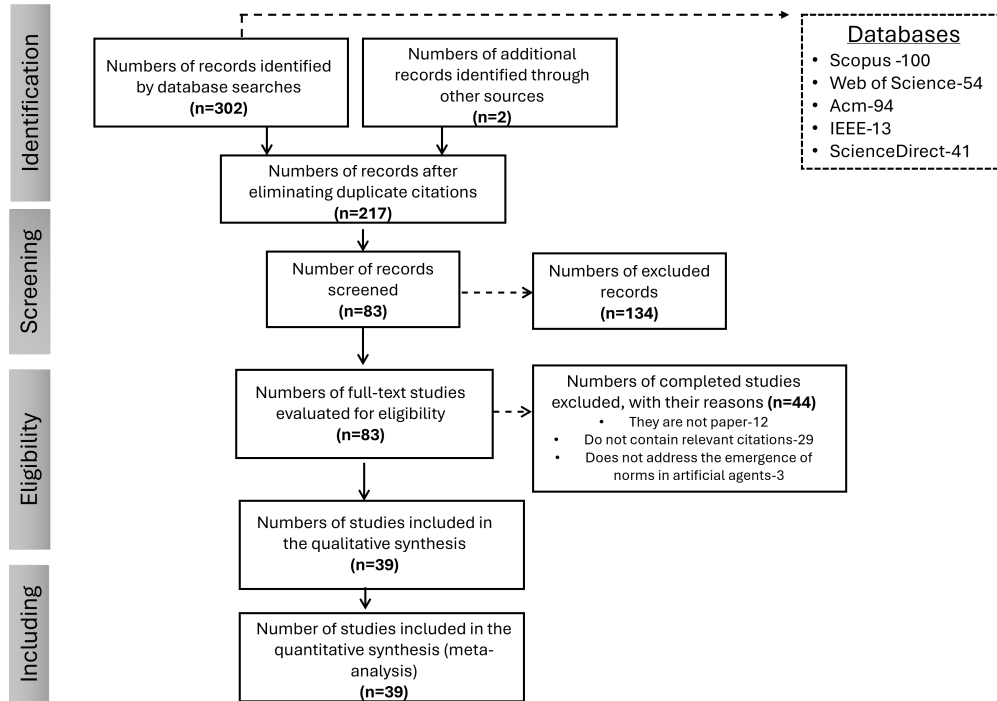 Identification
Numbers of records identified
by database searches
(n=302)
Numbers of additional
records identified through
other sources
(n=2)
Databases
• Scopus -100
• Web of Science-54
• Acm-94
• IEEE-13
• ScienceDirect-41
Numbers of records after
eliminating duplicate citations
(n=217)
Screening
Number of records
screened
(n=83)
Numbers of excluded
records
(n=134)
Eligibility
Numbers of full-text studies
evaluated for eligibility
(n=83)
Numbers of completed studies
excluded, with their reasons (n=44)
• They are not paper-12
• Do not contain relevant citations-29
• Does not address the emergence of
norms in artificial agents-3
Numbers of studies included in
the qualitative synthesis
(n=39)
Including
Number of studies included in the
quantitative synthesis (meta-
analysis)
(n=39)